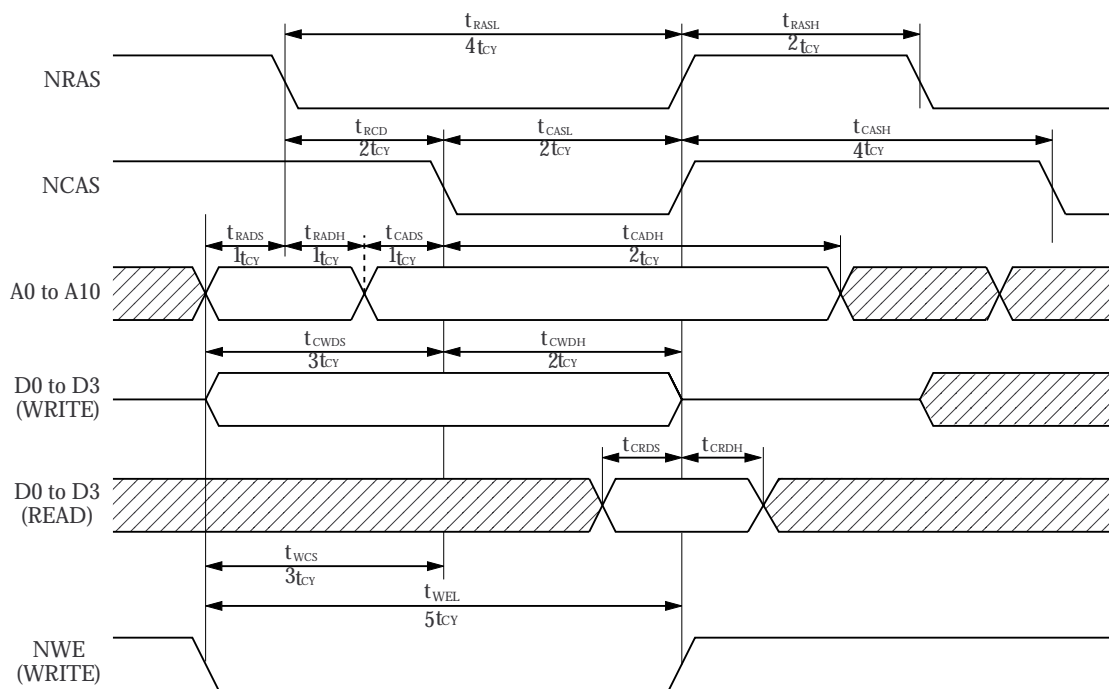 tRASL tRASH
4tCY 2tCY
NRAS
tRCD tCASL tCASH
2tCY 2tCY 4tCY
NCAS
tRADS tRADH tCADS tCADH
1tCY 1tCY 1tCY 2tCY
A0 to A10
tCWDS tCWDH
3tCY 2tCY
D0 to D3
(WRITE)
tCRDS tCRDH
D0 to D3
(READ)
tWCS
3tCY
tWEL
5tCY
NWE
(WRITE)